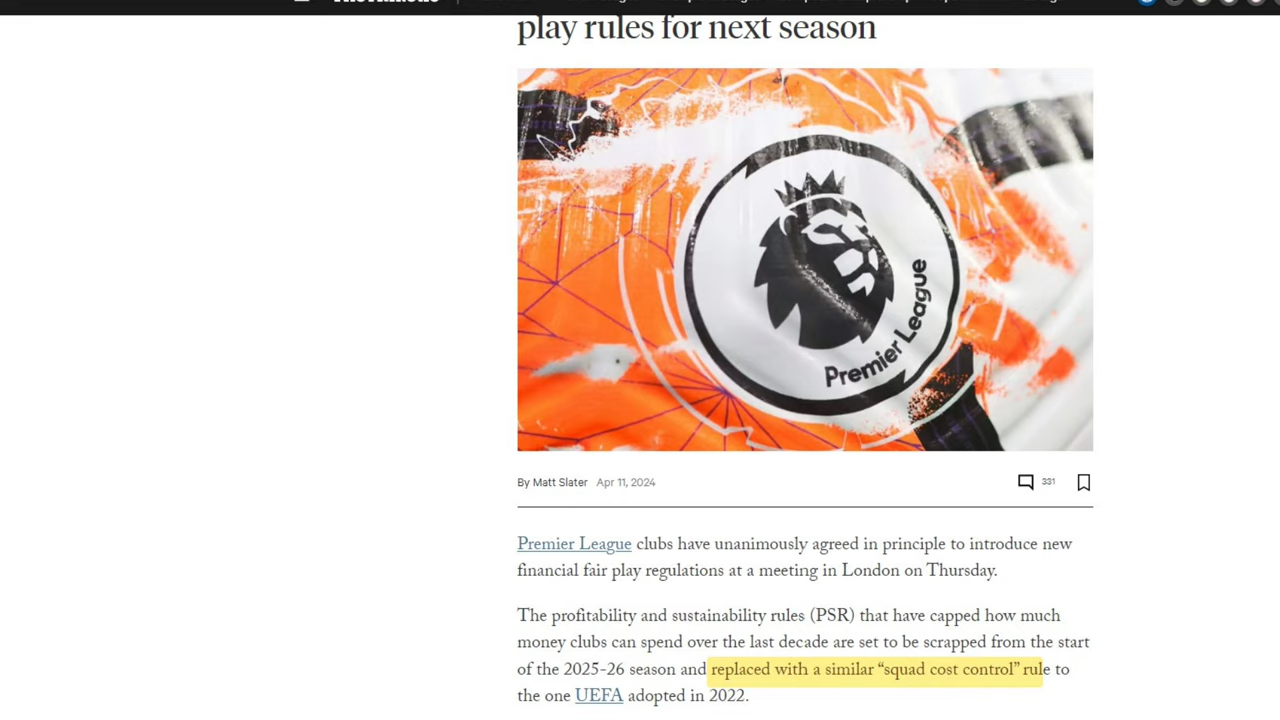 play rules for next season
Premier League
By Matt Slater Apr 11, 2024
331
Premier League clubs have unanimously agreed in principle to introduce new
financial fair play regulations at a meeting in London on Thursday.
The profitability and sustainability rules (PSR) that have capped how much
money clubs can spend over the last decade are set to be scrapped from the start
of the 2025-26 season and replaced with a similar “squad cost control” rule to
the one UEFA adopted in 2022.